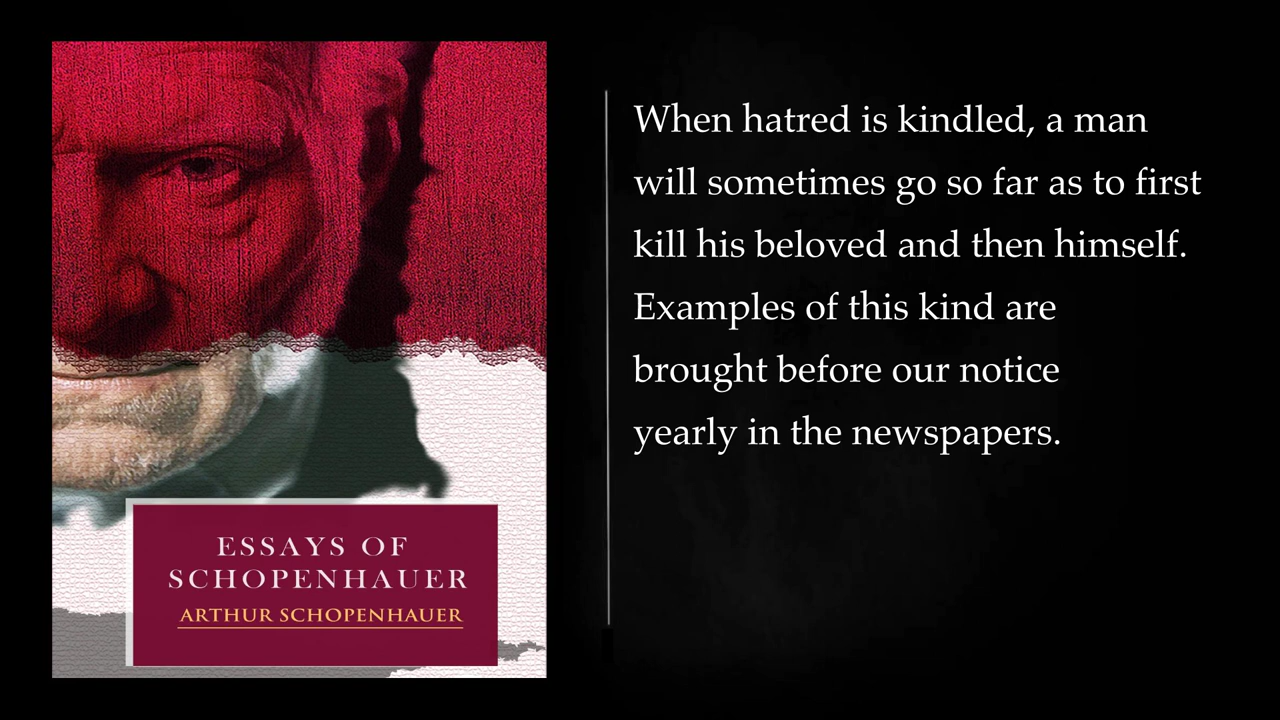 ESSAYS OF
SCHOPENHAUER
ARTHUR SCHOPENHAUER
When hatred is kindled, a man
will sometimes go so far as to first
kill his beloved and then himself.
Examples of this kind are
brought before our notice
yearly in the newspapers.